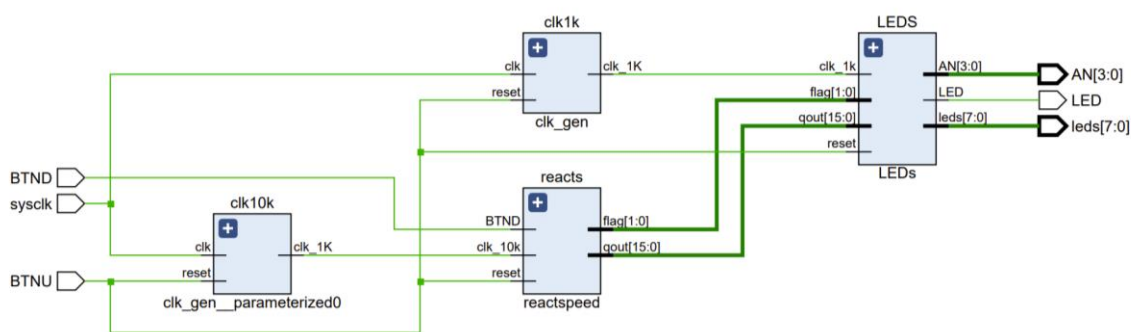 clk1k
clk
reset
clk_1K
clk_gen
LEDS
clk_1k
flag[1:0]
qout[15:0]
reset
AN[3:0]
LED
leds[7:0]
LEDs
AN[3:0]
LED
leds[7:0]
BTND
sysclk
BTNU
clk10k
clk
reset
clk_1K
clk_gen__parameterized0
reacts
BTND
clk_10k
reset
flag[1:0]
qout[15:0]
reactspeed